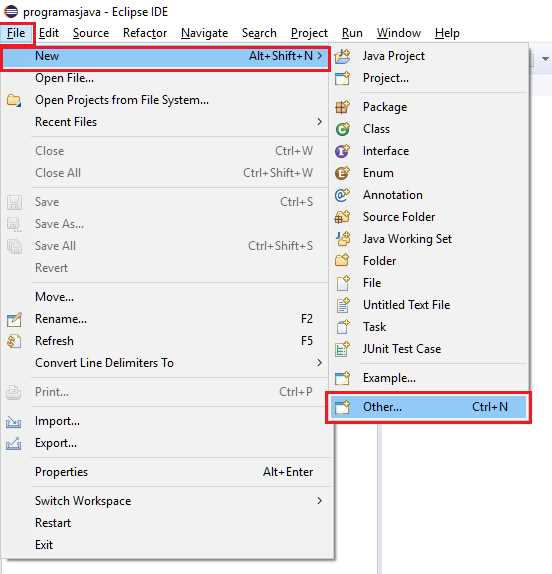 programasjava - Eclipse IDE
File Edit Source Refactor Navigate Search Project Run Window Help
New Alt+Shift+N >
Open File...
Open Projects from File System...
Recent Files >
Close Ctrl+W
Close All Ctrl+Shift+W
Save Ctrl+S
Save As...
Save All Ctrl+Shift+S
Revert
Move...
Rename... F2
Refresh F5
Convert Line Delimiters To >
Print... Ctrl+P
Import...
Export...
Properties Alt+Enter
Switch Workspace >
Restart
Exit
Java Project
Project...
Package
Class
Interface
Enum
Annotation
Source Folder
Java Working Set
Folder
File
Untitled Text File
Task
JUnit Test Case
Example...
Other... Ctrl+N